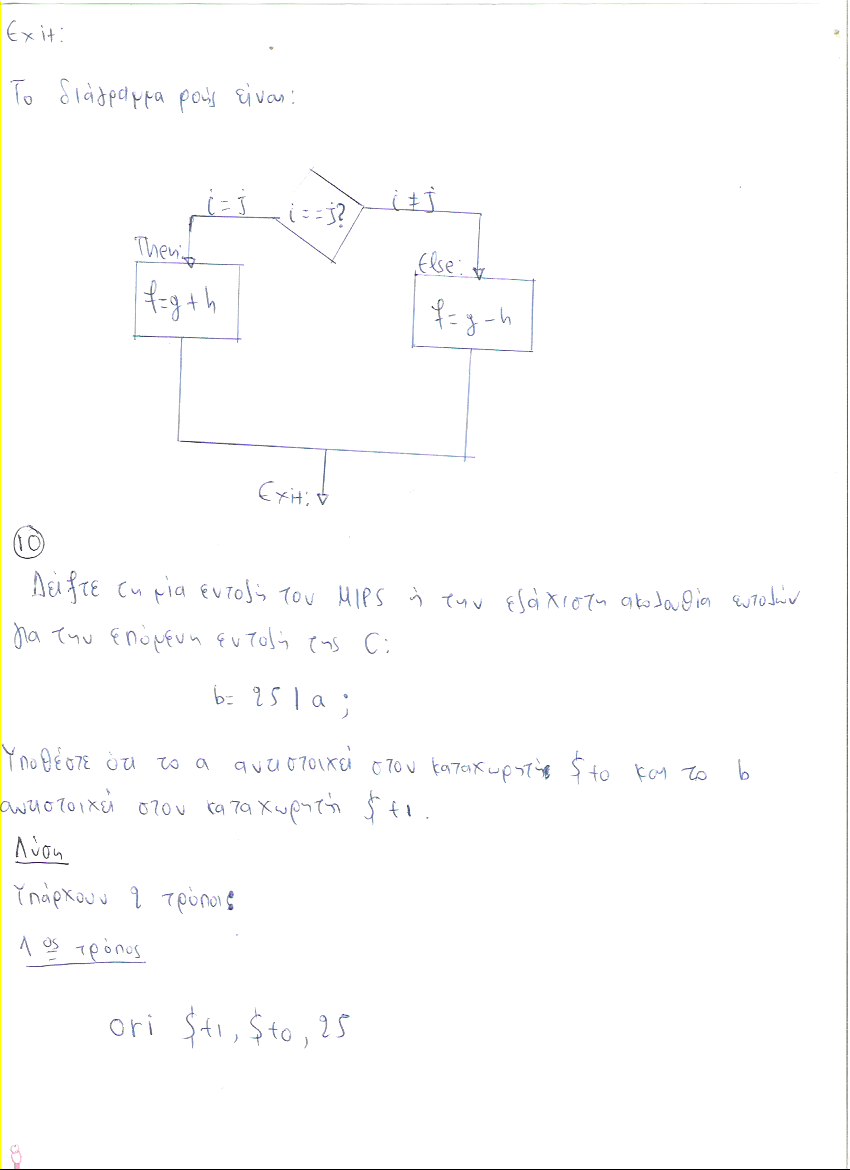 Exit:
Το διάγραμμα ροής είναι:
i = j
i == j?
i ≠ j
Then:
Else:
f=g+h
f=g-h
Exit:
10
Δείξτε τη μία εντολή του MIPS ή την ελάχιστη ακολουθία εντολών
για την επόμενη εντολή της C:
b= 25 | a ;
Υποθέστε ότι το a αντιστοιχεί στον καταχωρητή $t0 και το b
αντιστοιχεί στον καταχωρητή $t1.
Λύση
Υπάρχουν 2 τρόποι:
1ος τρόπος
ori $t1, $t0, 25
8